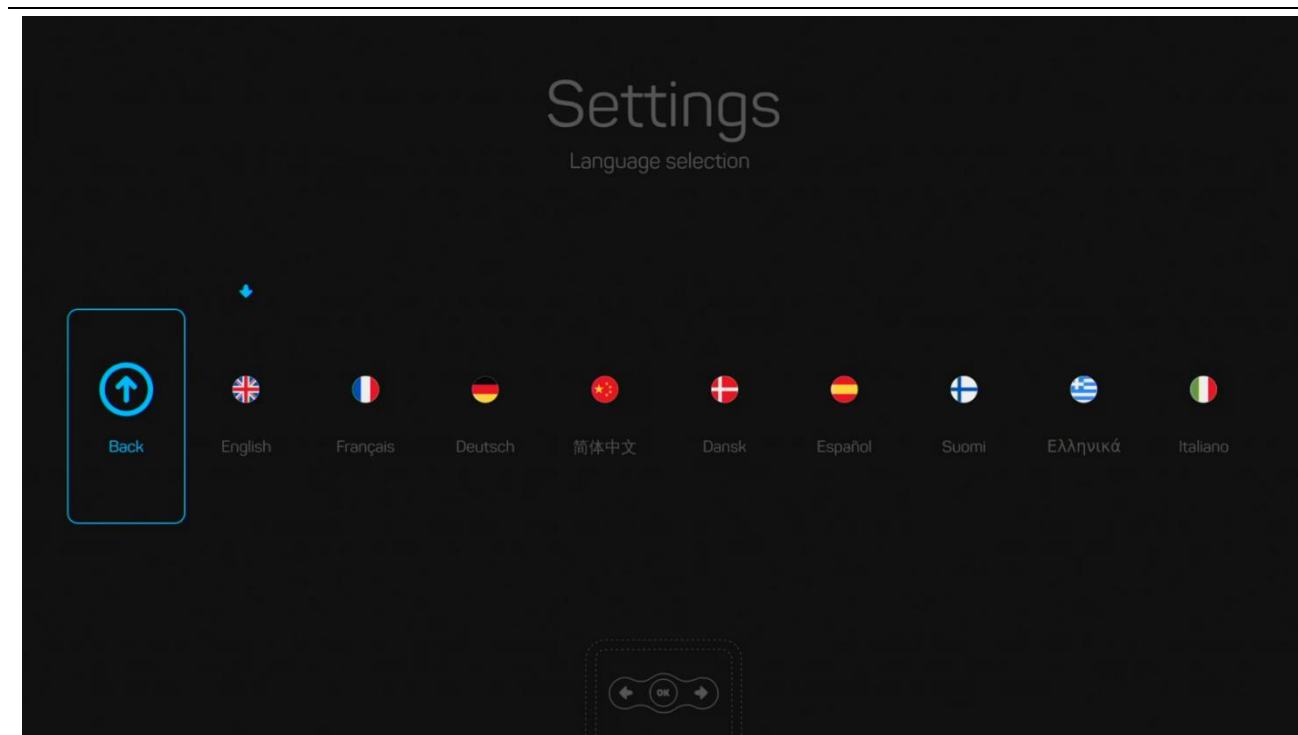 Settings
Language selection
Back
English
Français
Deutsch
简体中文
Dansk
Español
Suomi
Ελληνικά
Italiano
OK